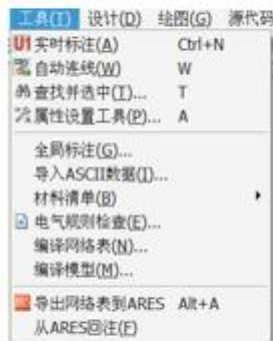 工具(T) 设计(D) 绘图(G) 源代码
实时标注(A) Ctrl+N
自动连线(W) W
查找并选中(T)... T
属性设置工具(P)... A
全局标注(G)...
导入ASCII数据(I)...
材料清单(B)
电气规则检查(E)...
编译网络表(N)...
编译模型(M)...
导出网络表到ARES Alt+A
从ARES回注(F)